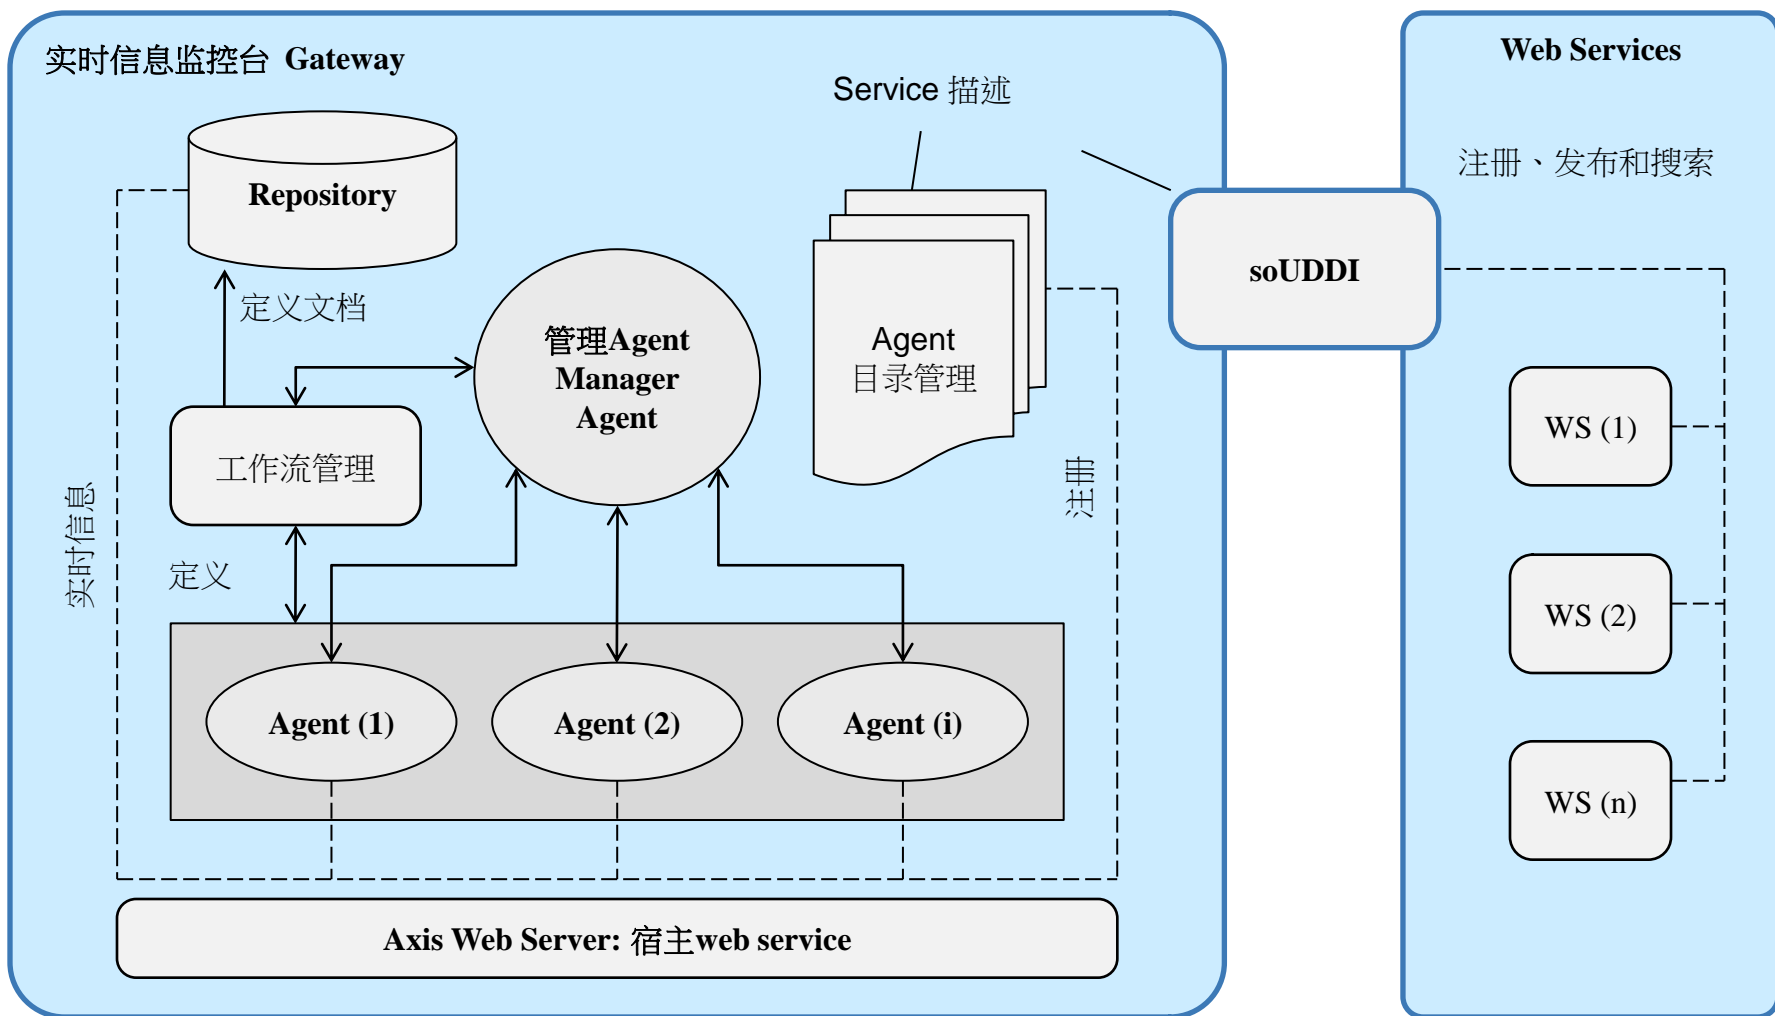 实时信息监控台 Gateway
Service 描述
Web Services
注册、发布和搜索
Repository
soUDDI
定义文档
管理Agent
Manager
Agent
Agent
目录管理
工作流管理
注册
实时信息
定义
WS (1)
WS (2)
WS (n)
Agent (1)
Agent (2)
Agent (i)
Axis Web Server: 宿主web service